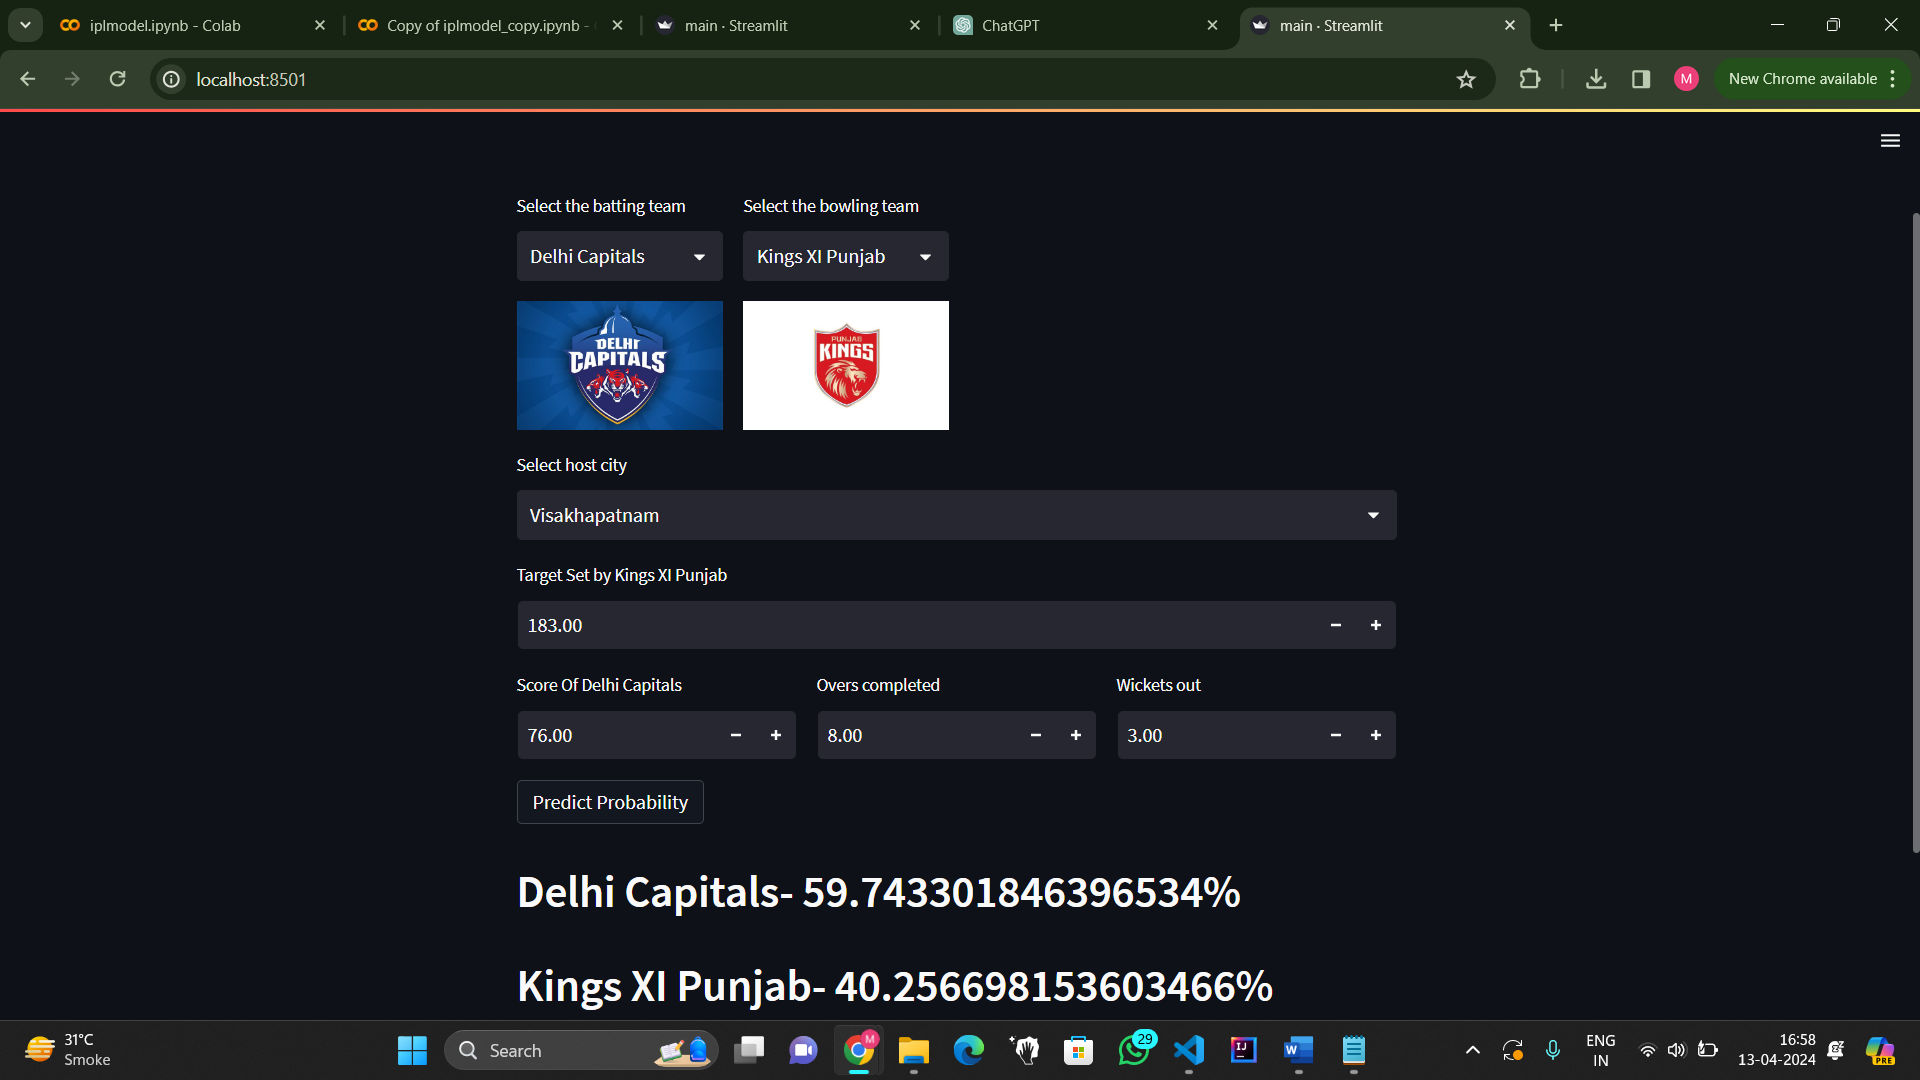 iplmodel.ipynb - Colab
Copy of iplmodel_copy.ipynb -
main · Streamlit
ChatGPT
main · Streamlit
localhost:8501
M
New Chrome available
Select the batting team
Select the bowling team
Delhi Capitals
Kings XI Punjab
DELHI
CAPITALS
PUNJAB
KINGS
Select host city
Visakhapatnam
Target Set by Kings XI Punjab
183.00
Score Of Delhi Capitals
Overs completed
Wickets out
76.00
8.00
3.00
Predict Probability
Delhi Capitals- 59.743301846396534%
Kings XI Punjab- 40.256698153603466%
31°C
Smoke
Search
M
29
IJ
W
ENG
IN
16:58
13-04-2024
PRE